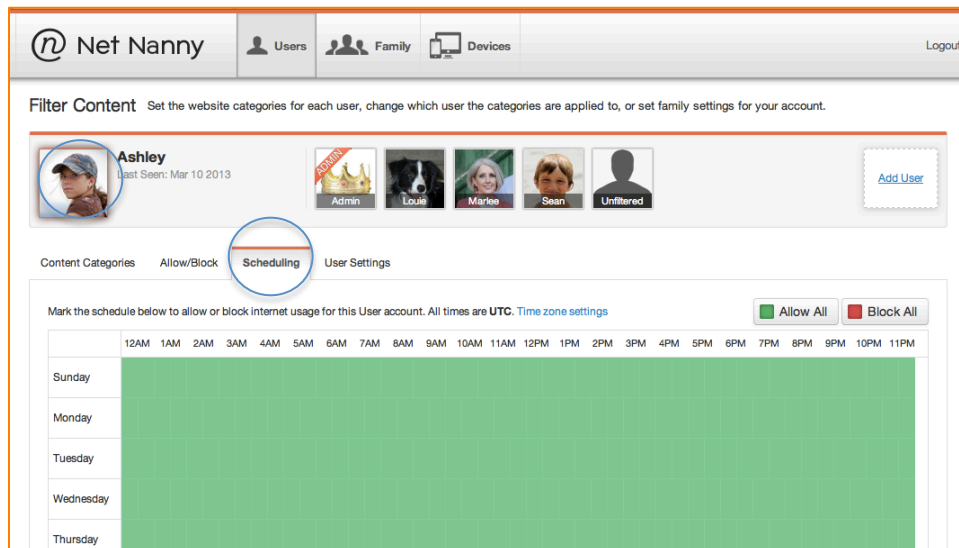 Net Nanny
Users
Family
Devices
Logout
Filter Content Set the website categories for each user, change which user the categories are applied to, or set family settings for your account.
Ashley
Last Seen: Mar 10 2013
ADMIN
Admin
Louie
Marlee
Sean
Unfiltered
Add User
Content Categories
Allow/Block
Scheduling
User Settings
Mark the schedule below to allow or block internet usage for this User account. All times are UTC. Time zone settings
Allow All
Block All
12AM 1AM 2AM 3AM 4AM 5AM 6AM 7AM 8AM 9AM 10AM 11AM 12PM 1PM 2PM 3PM 4PM 5PM 6PM 7PM 8PM 9PM 10PM 11PM
Sunday
Monday
Tuesday
Wednesday
Thursday